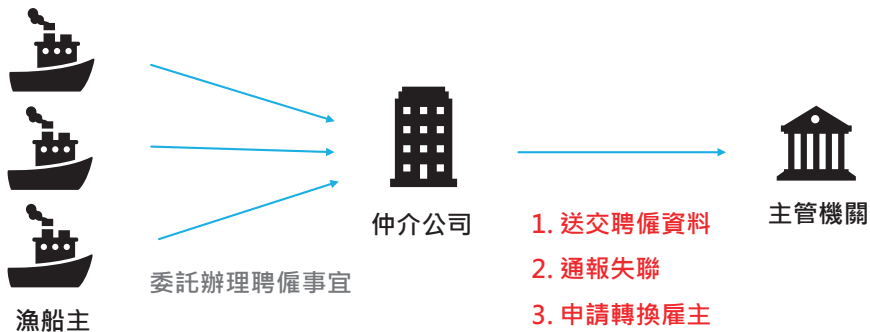 漁船主
委託辦理聘僱事宜
仲介公司
1. 送交聘僱資料
2. 通報失聯
3. 申請轉換雇主
主管機關